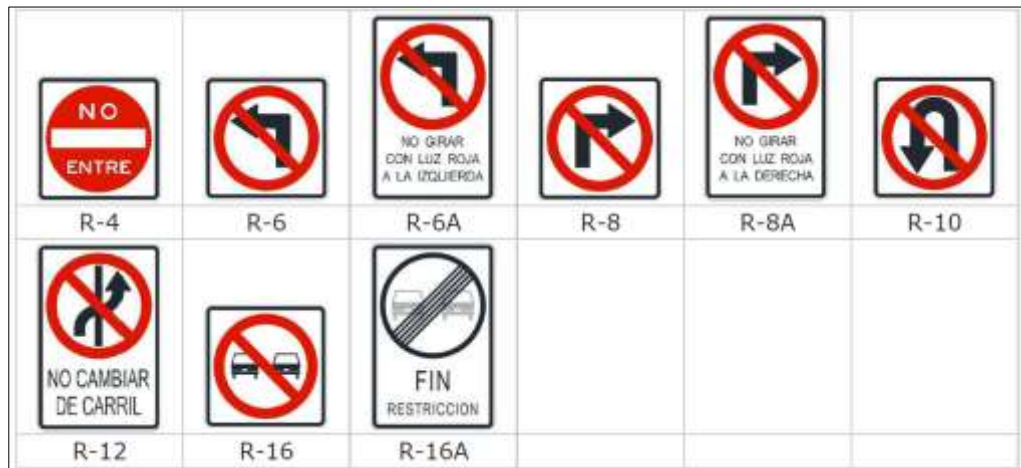 NO
ENTRE
NO GIRAR
CON LUZ ROJA
A LA IZQUIERDA
NO GIRAR
CON LUZ ROJA
A LA DERECHA
R-4
R-6
R-6A
R-8
R-8A
R-10
NO CAMBIAR
DE CARRIL
FIN
RESTRICCION
R-12
R-16
R-16A